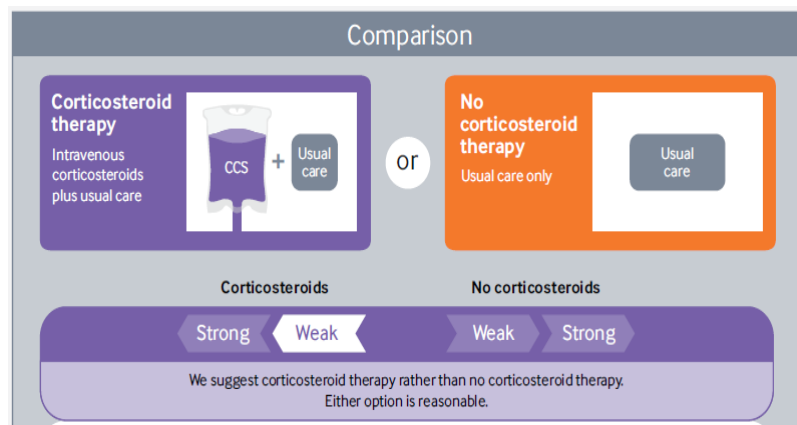 Comparison
Corticosteroid
therapy
Intravenous
corticosteroids
plus usual care
CCS
+
Usual
care
or
No
corticosteroid
therapy
Usual care only
Usual
care
Corticosteroids
No corticosteroids
Strong
Weak
Weak
Strong
We suggest corticosteroid therapy rather than no corticosteroid therapy.
Either option is reasonable.